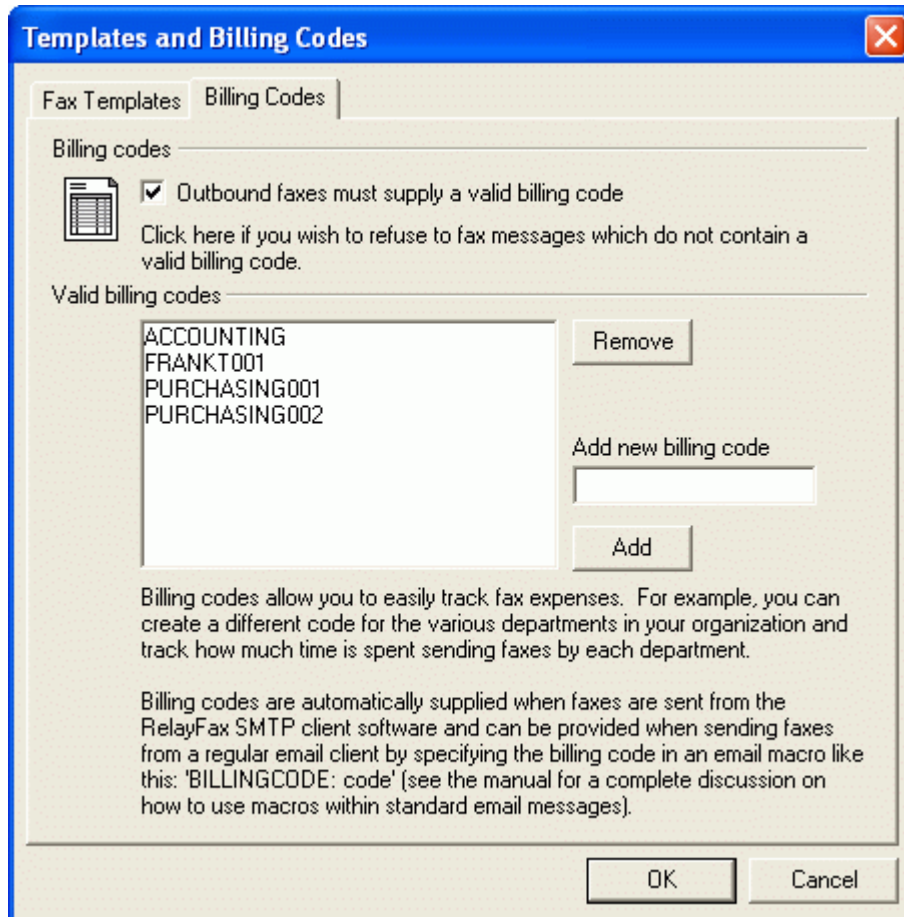 Templates and Billing Codes
Fax Templates
Billing Codes
Billing codes
Outbound faxes must supply a valid billing code
Click here if you wish to refuse to fax messages which do not contain a
valid billing code.
Valid billing codes
ACCOUNTING
FRANKT001
PURCHASING001
PURCHASING002
Remove
Add new billing code
Add
Billing codes allow you to easily track fax expenses.  For example, you can
create a different code for the various departments in your organization and
track how much time is spent sending faxes by each department.
Billing codes are automatically supplied when faxes are sent from the
RelayFax SMTP client software and can be provided when sending faxes
from a regular email client by specifying the billing code in an email macro like
this: 'BILLINGCODE: code' (see the manual for a complete discussion on
how to use macros within standard email messages).
OK
Cancel